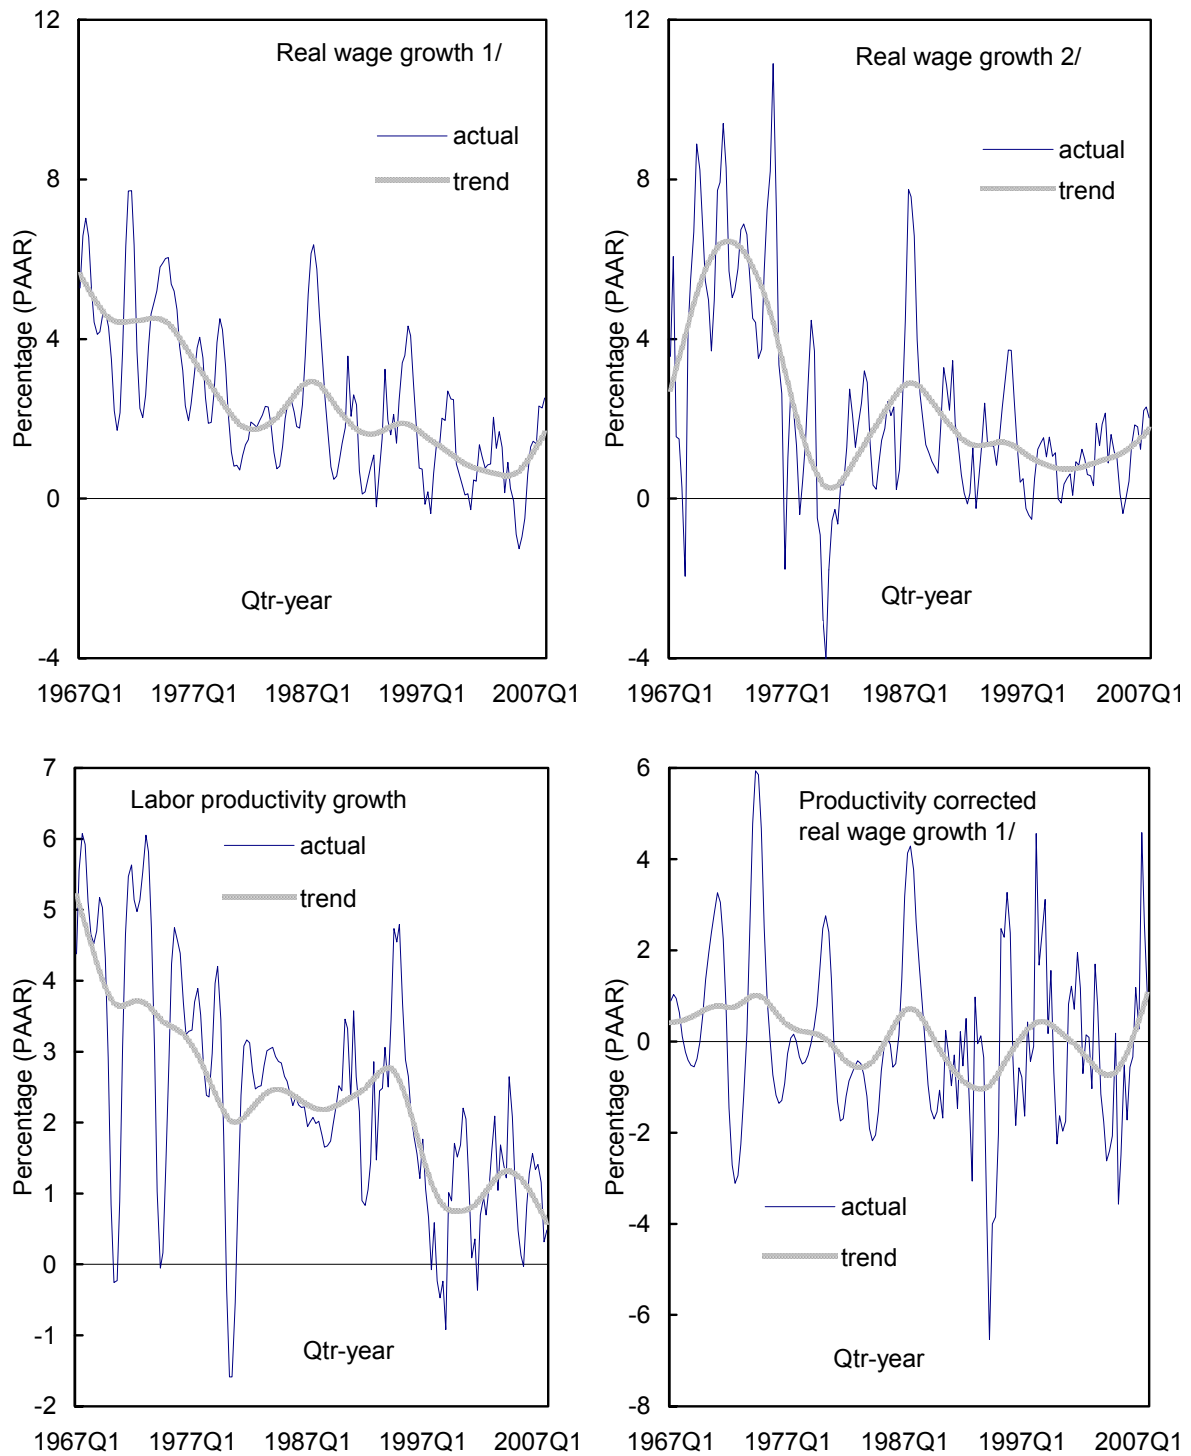 Real wage growth 1/
actual
trend
12
8
4
0
-4
Percentage (PAAR)
Qtr-year
1967Q1 1977Q1 1987Q1 1997Q1 2007Q1
Real wage growth 2/
actual
trend
12
8
4
0
-4
Percentage (PAAR)
Qtr-year
1967Q1 1977Q1 1987Q1 1997Q1 2007Q1
Labor productivity growth
actual
trend
7
6
5
4
3
2
1
0
-1
-2
Percentage (PAAR)
Qtr-year
1967Q1 1977Q1 1987Q1 1997Q1 2007Q1
Productivity corrected
real wage growth 1/
6
4
2
0
-2
-4
-6
-8
Percentage (PAAR)
actual
trend
Qtr-year
1967Q1 1977Q1 1987Q1 1997Q1 2007Q1